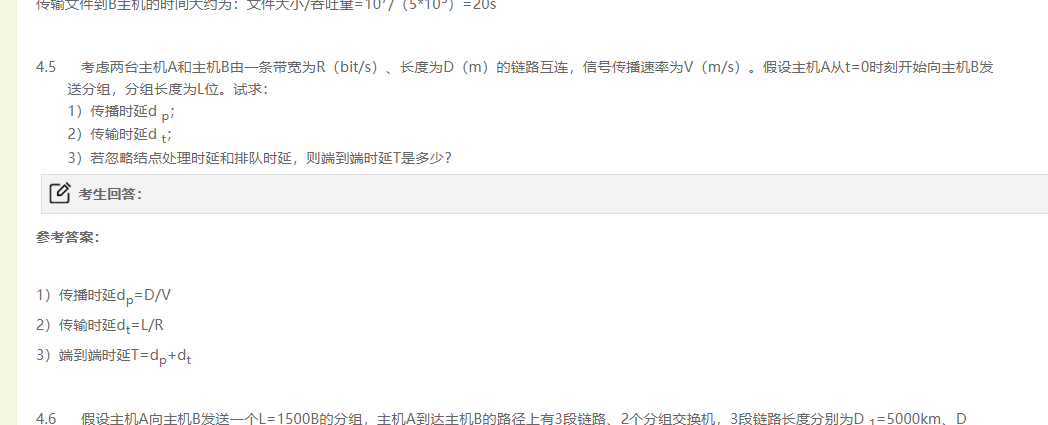 传输文件到B主机的时间大约为：文件大小/吞吐量=10⁷/（5*10⁵）=20s
4.5 考虑两台主机A和主机B由一条带宽为R（bit/s）、长度为D（m）的链路互连，信号传播速率为V（m/s）。假设主机A从t=0时刻开始向主机B发
送分组，分组长度为L位。试求：
1）传播时延d p；
2）传输时延d t；
3）若忽略结点处理时延和排队时延，则端到端时延T是多少？
考生回答：
参考答案：
1）传播时延dp=D/V
2）传输时延dt=L/R
3）端到端时延T=dp+dt
4.6 假设主机A向主机B发送一个L=1500B的分组，主机A到达主机B的路径上有3段链路、2个分组交换机，3段链路长度分别为D 1=5000km、D